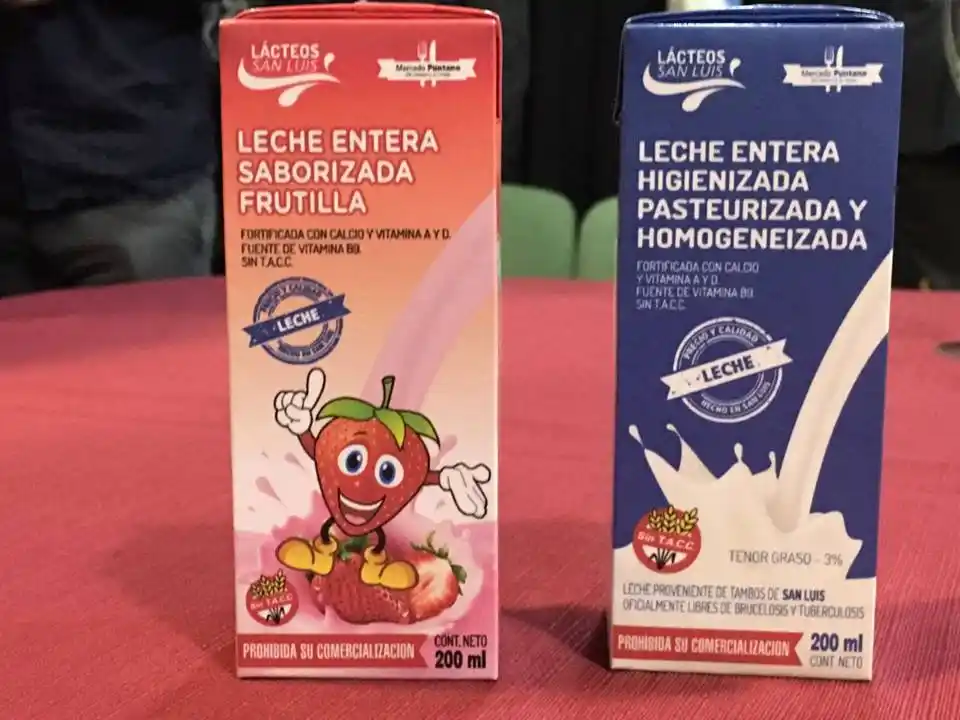 LÁCTEOS
SAN LUIS
Mercado Puntano
LECHE ENTERA
SABORIZADA
FRUTILLA
FORTIFICADA CON CALCIO Y VITAMINA A Y D.
FUENTE DE VITAMINA B9.
SIN T.A.C.C.
LECHE
Sin T.A.C.C.
PROHIBIDA SU COMERCIALIZACION
CONT. NETO
200 ml
LÁCTEOS
SAN LUIS
Mercado Puntano
LECHE ENTERA
HIGIENIZADA
PASTEURIZADA Y
HOMOGENEIZADA
FORTIFICADA CON CALCIO
Y VITAMINA A Y D.
FUENTE DE VITAMINA B9.
SIN T.A.C.C.
PRECIO Y CALIDAD
LECHE
HECHO EN SAN LUIS
Sin T.A.C.C.
TENOR GRASO - 3%
LECHE PROVENIENTE DE TAMBOS DE SAN LUIS
OFICIALMENTE LIBRES DE BRUCELOSIS Y TUBERCULOSIS
PROHIBIDA SU COMERCIALIZACION
200 ml
CONT NETO